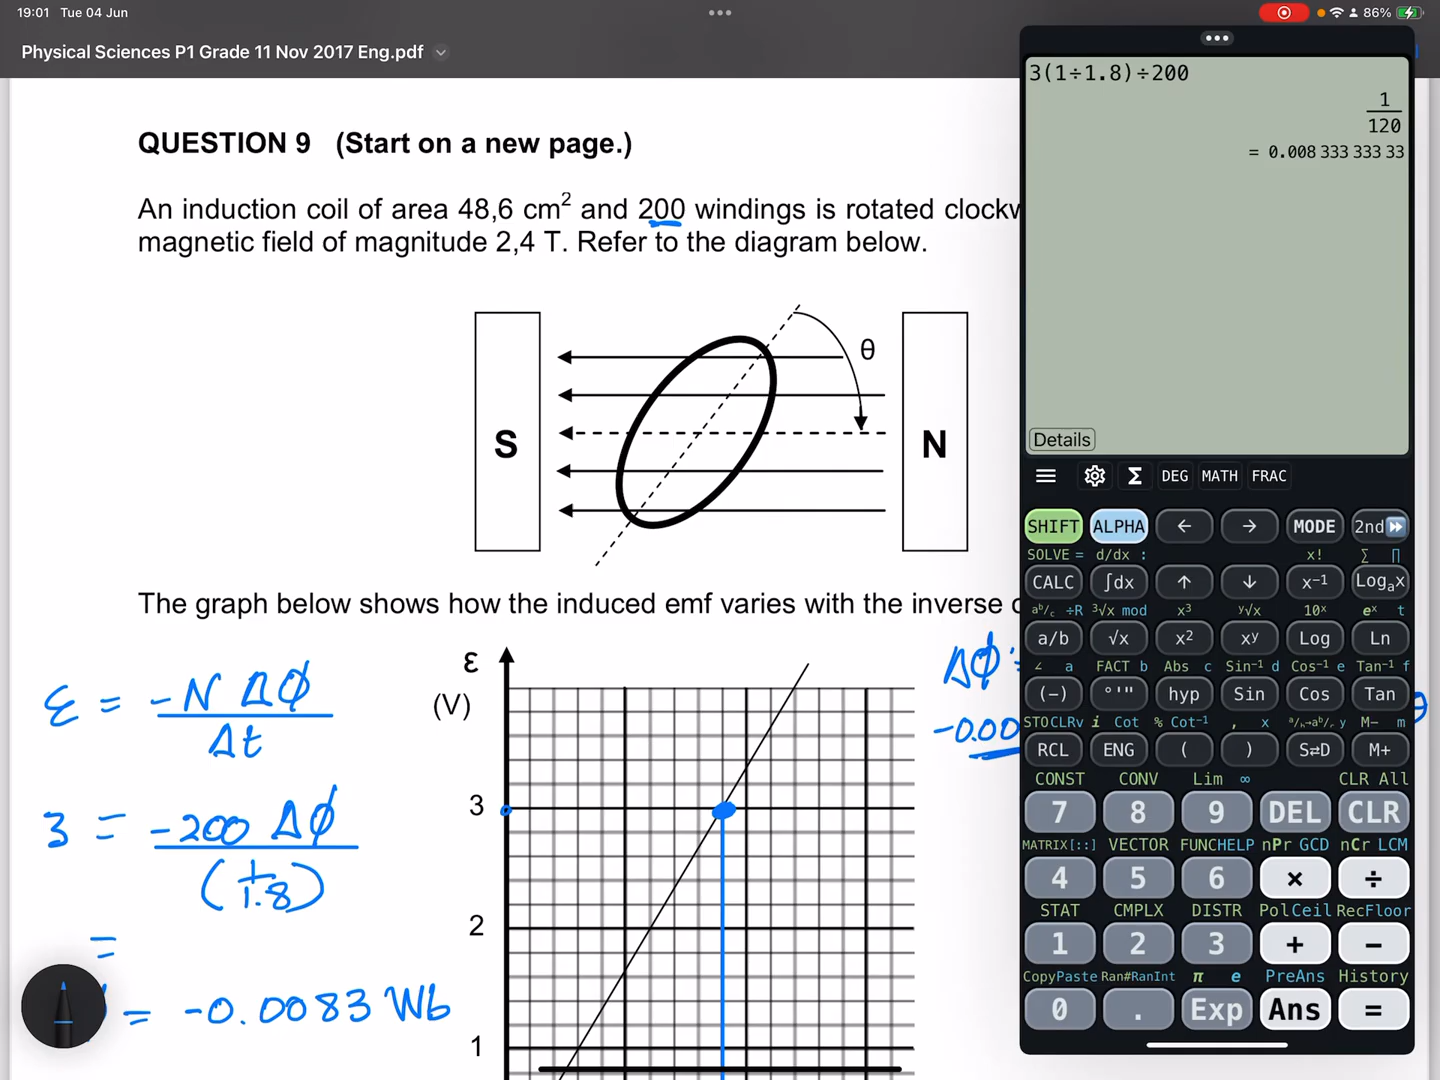 19:01 Tue 04 Jun
86%
Physical Sciences P1 Grade 11 Nov 2017 Eng.pdf
QUESTION 9 (Start on a new page.)
An induction coil of area 48,6 cm² and 200 windings is rotated clockw
magnetic field of magnitude 2,4 T. Refer to the diagram below.
θ
S
N
The graph below shows how the induced emf varies with the inverse
ε
(V)
3
2
1
ε = -N Δϕ
Δt
3 = -200 Δϕ
(1/1.8)
=
= -0.0083 Wb
Δϕ =
-0.00
θ
3(1÷1.8)÷200
1
120
= 0.008 333 333 33
Details
DEG MATH FRAC
SHIFT ALPHA ← → MODE 2nd
SOLVE = d/dx : x! ∑ ∏
CALC ∫dx ↑ ↓ x⁻¹ Logₐx
aᵇ/c ÷R ³√x mod x³ ʸ√x 10ˣ eˣ t
a/b √x x² xʸ Log Ln
∠ a FACT b Abs c Sin⁻¹ d Cos⁻¹ e Tan⁻¹ f
(−) °'" hyp Sin Cos Tan
STO CLRv i Cot % Cot⁻¹ , x a/b→aᵇ/c y M− m
RCL ENG ( ) S⇄D M+
CONST CONV Lim ∞ CLR All
7 8 9 DEL CLR
MATRIX[::] VECTOR FUNC HELP nPr GCD nCr LCM
4 5 6 × ÷
STAT CMPLX DISTR Pol Ceil Rec Floor
1 2 3 + −
Copy Paste Ran# RanInt π e PreAns History
0 . Exp Ans =